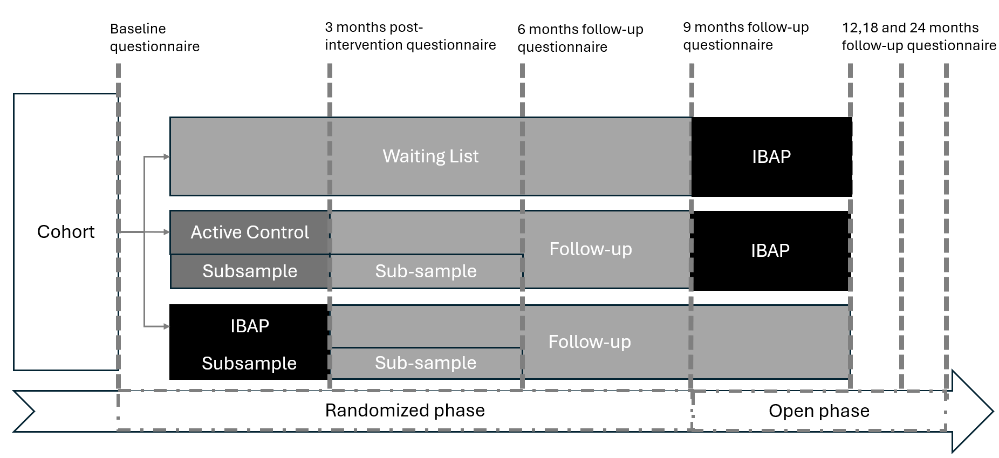 Baseline
questionnaire
3 months post-
intervention questionnaire
6 months follow-up
questionnaire
9 months follow-up
questionnaire
12,18 and 24 months
follow-up questionnaire
Cohort
Waiting List
IBAP
Active Control
Subsample
Sub-sample
Follow-up
IBAP
IBAP
Subsample
Sub-sample
Follow-up
Randomized phase
Open phase